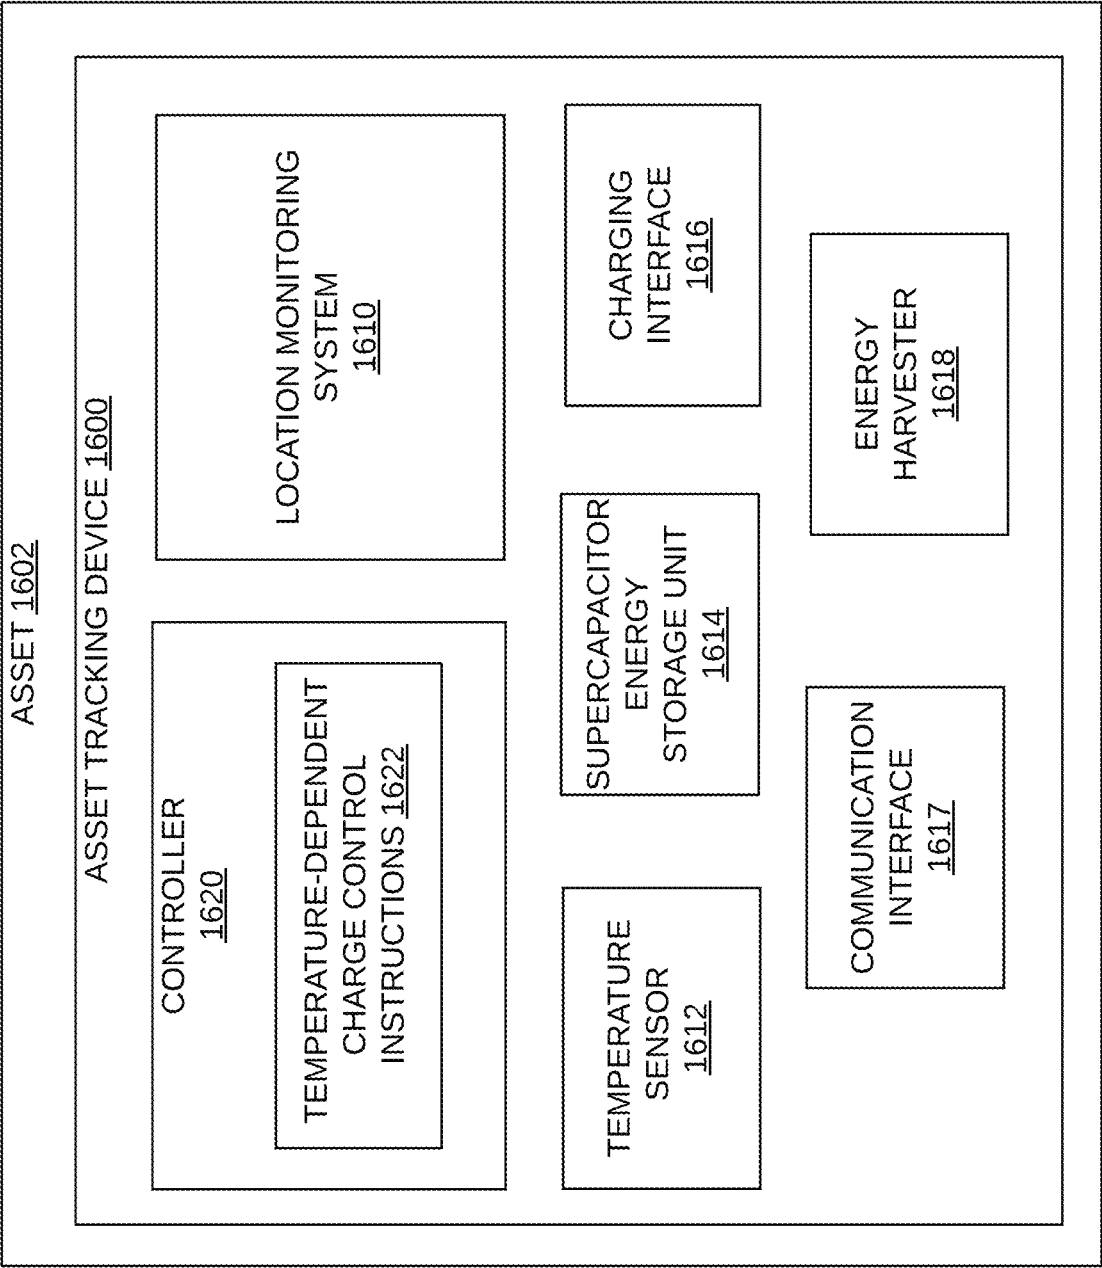 ASSET 1602
ASSET TRACKING DEVICE 1600
CONTROLLER
1620
TEMPERATURE-DEPENDENT
CHARGE CONTROL
INSTRUCTIONS 1622
LOCATION MONITORING
SYSTEM
1610
TEMPERATURE
SENSOR
1612
SUPERCAPACITOR
ENERGY
STORAGE UNIT
1614
CHARGING
INTERFACE
1616
COMMUNICATION
INTERFACE
1617
ENERGY
HARVESTER
1618